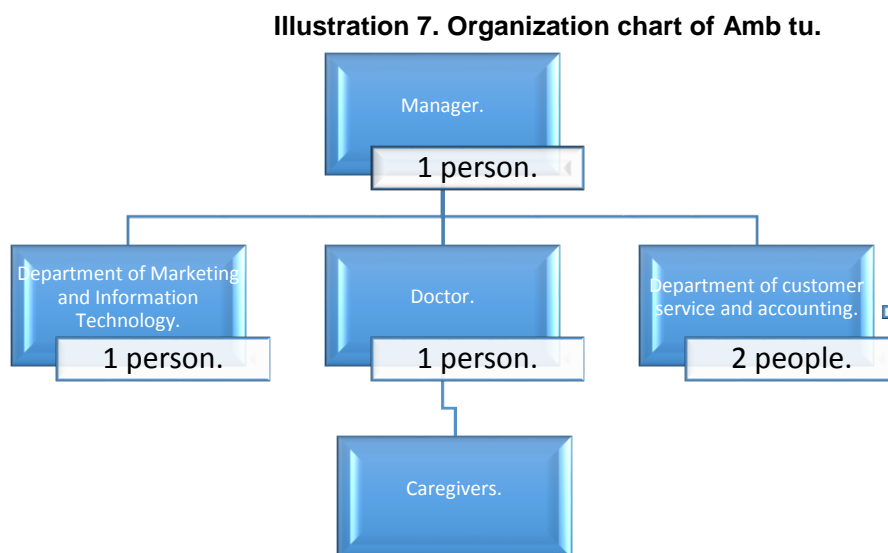 Illustration 7. Organization chart of Amb tu.
Manager.
1 person.
Department of Marketing
and Information
Technology.
1 person.
Doctor.
1 person.
Department of customer
service and accounting.
2 people.
Caregivers.